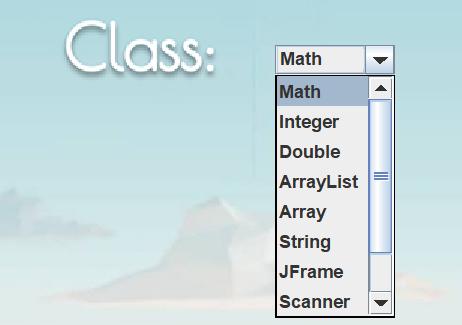 Class:
Math
Math
Integer
Double
ArrayList
Array
String
JFrame
Scanner